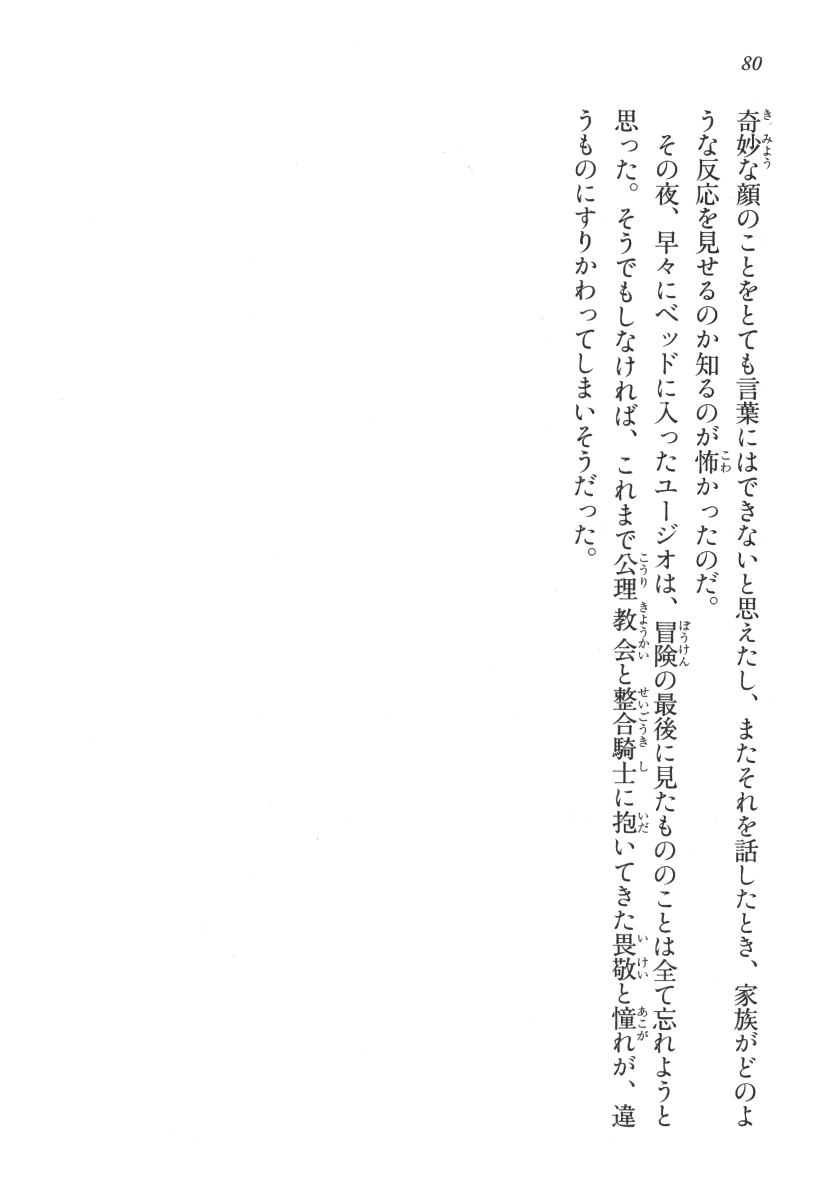 80
奇妙な顔のことをとても言葉にはできないと思えたし、またそれを話したとき、家族がどのよ
うな反応を見せるのか知るのが怖かったのだ。
その夜、早々にベッドに入ったユージオは、冒険の最後に見たもののことは全て忘れようと
思った。そうでもしなければ、これまで公理教会と整合騎士に抱いてきた畏敬と憧れが、違
うものにすりかわってしまいそうだった。